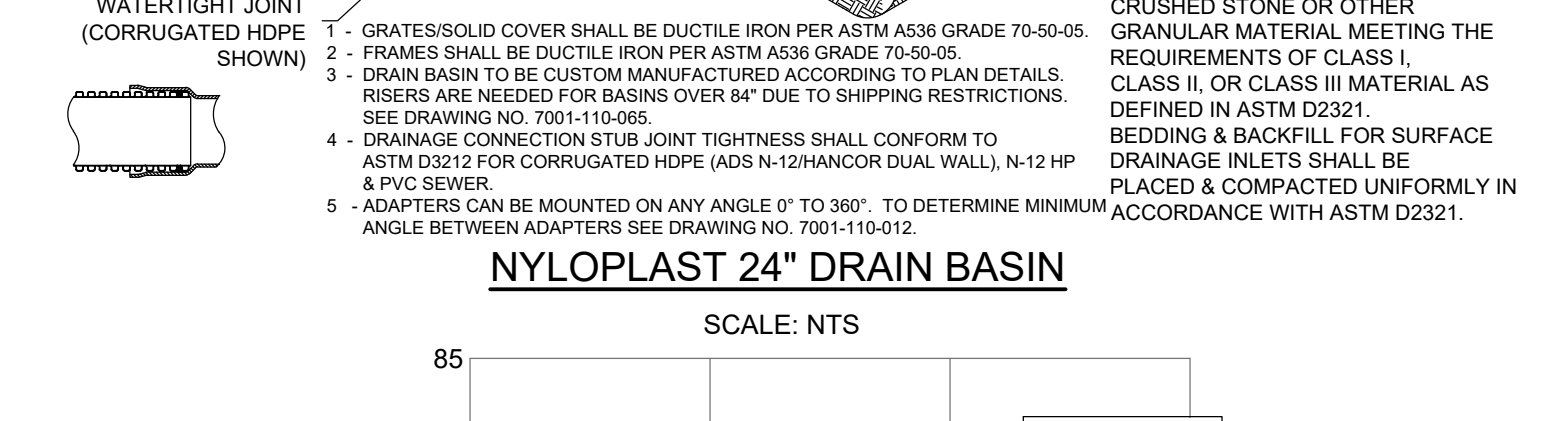 WATERTIGHT JOINT
(CORRUGATED HDPE
SHOWN)
1 - GRATES/SOLID COVER SHALL BE DUCTILE IRON PER ASTM A536 GRADE 70-50-05.
2 - FRAMES SHALL BE DUCTILE IRON PER ASTM A536 GRADE 70-50-05.
3 - DRAIN BASIN TO BE CUSTOM MANUFACTURED ACCORDING TO PLAN DETAILS.
RISERS ARE NEEDED FOR BASINS OVER 84" DUE TO SHIPPING RESTRICTIONS.
SEE DRAWING NO. 7001-110-065.
4 - DRAINAGE CONNECTION STUB JOINT TIGHTNESS SHALL CONFORM TO
ASTM D3212 FOR CORRUGATED HDPE (ADS N-12/HANCOR DUAL WALL), N-12 HP
& PVC SEWER.
5 - ADAPTERS CAN BE MOUNTED ON ANY ANGLE 0° TO 360°. TO DETERMINE MINIMUM
ANGLE BETWEEN ADAPTERS SEE DRAWING NO. 7001-110-012.
CRUSHED STONE OR OTHER
GRANULAR MATERIAL MEETING THE
REQUIREMENTS OF CLASS I,
CLASS II, OR CLASS III MATERIAL AS
DEFINED IN ASTM D2321.
BEDDING & BACKFILL FOR SURFACE
DRAINAGE INLETS SHALL BE
PLACED & COMPACTED UNIFORMLY IN
ACCORDANCE WITH ASTM D2321.
NYLOPLAST 24" DRAIN BASIN
SCALE: NTS
85